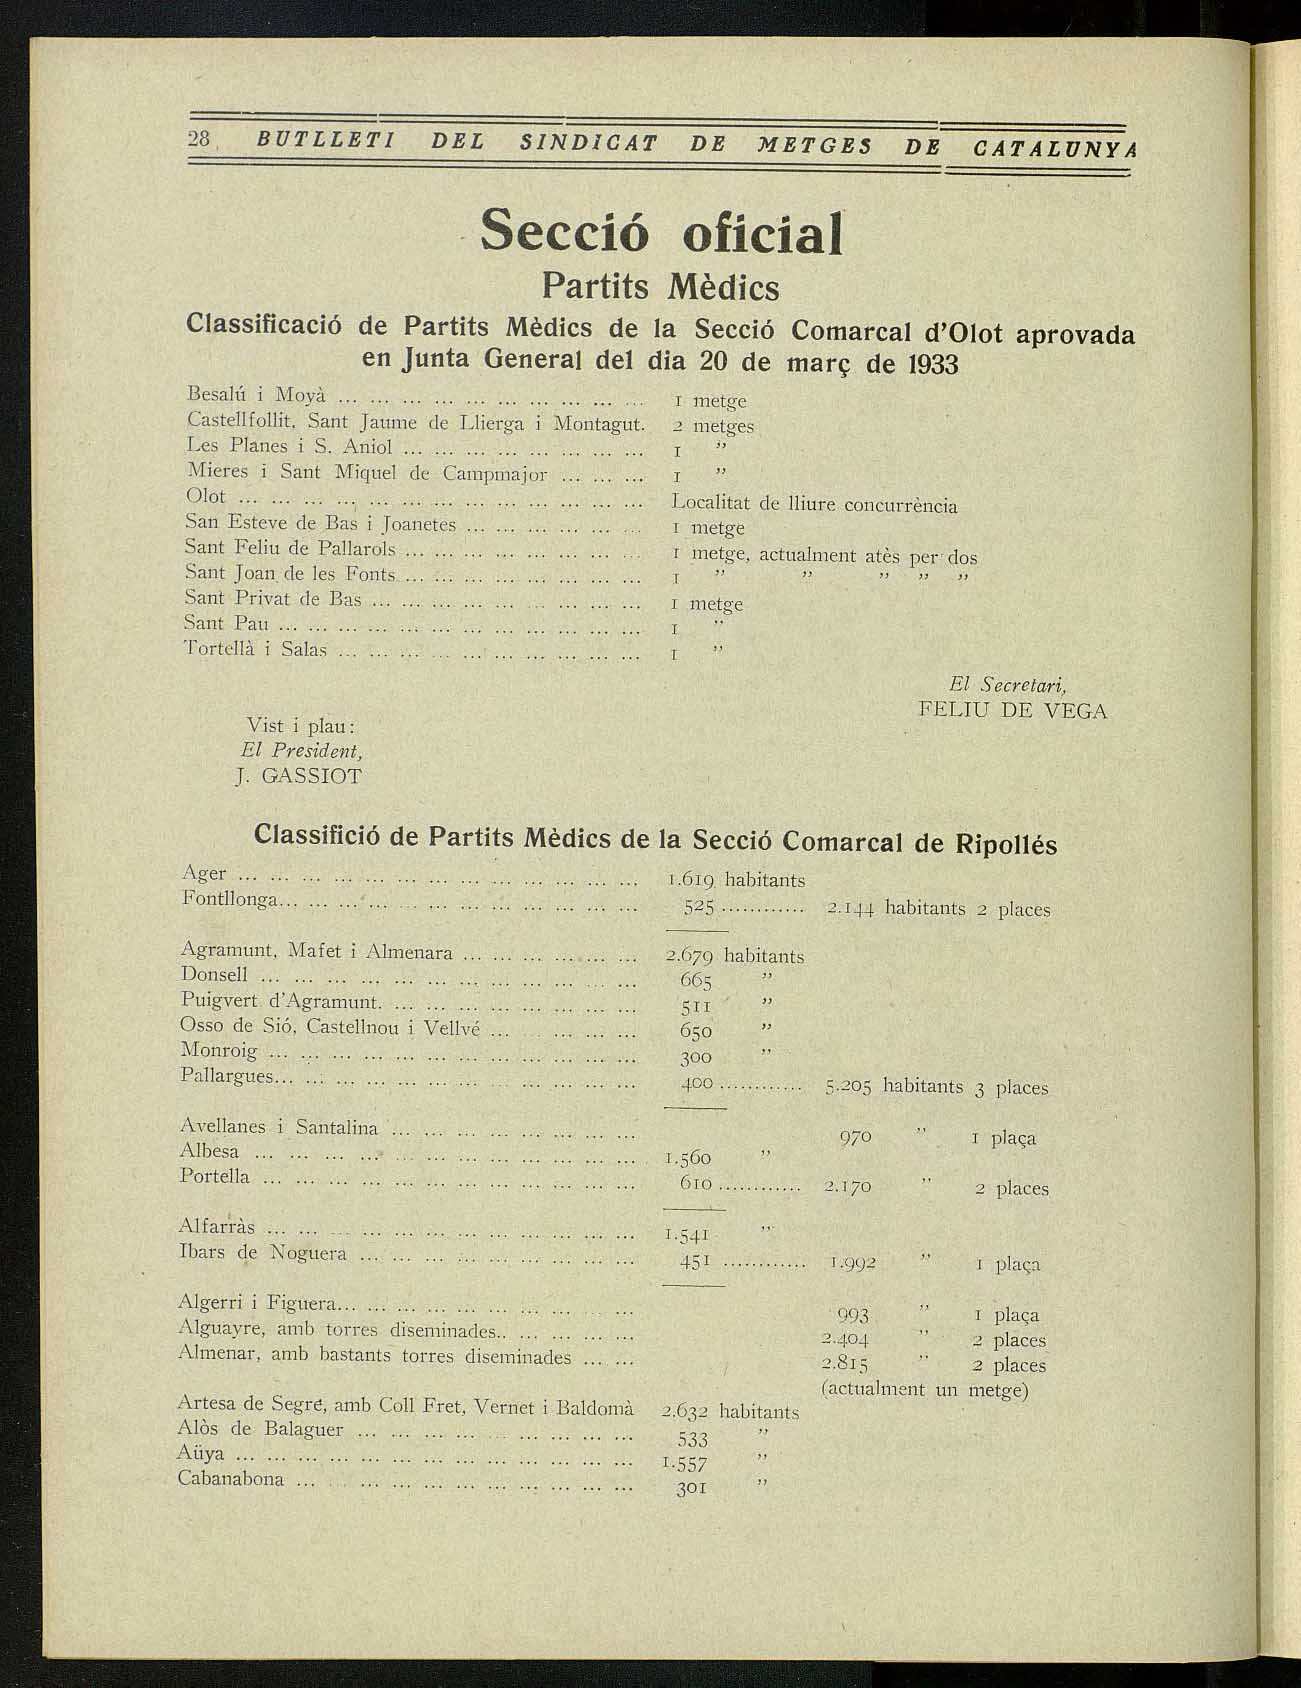 28 BUTLLETI DEL SINDICAT DE METGES DE CATALUNYA
Secció oficial
Partits Mèdics
Classificació de Partits Mèdics de la Secció Comarcal d'Olot aprovada
en Junta General del dia 20 de març de 1933
Besalú i Moyà ... ... ... ... ... ... ... ... ... ... 1 metge
Castellfollit, Sant Jaume de Llierga i Montagut. 2 metges
Les Planes i S. Aniol ... ... ... ... ... ... ... ... 1 ”
Mieres i Sant Miquel de Campmajor ... ... ... 1 ”
Olot ... ... ... ... ... ... ... ... ... ... ... ... ... Localitat de lliure concurrència
San Esteve de Bas i Joanetes ... ... ... ... ... ... 1 metge
Sant Feliu de Pallarols ... ... ... ... ... ... ... ... 1 metge, actualment atès per dos
Sant Joan de les Fonts ... ... ... ... ... ... ... ... 1 ” ” ” ” ”
Sant Privat de Bas ... ... ... ... ... ... ... ... ... 1 metge
Sant Pau ... ... ... ... ... ... ... ... ... ... ... ... 1 ”
Tortellà i Salas ... ... ... ... ... ... ... ... ... ... 1 ”
El Secretari,
FELIU DE VEGA
Vist i plau:
El President,
J. GASSIOT
Classifició de Partits Mèdics de la Secció Comarcal de Ripollés
Ager ... ... ... ... ... ... ... ... ... ... ... ... ... 1.619 habitants
Fontllonga... ... ... ... ... ... ... ... ... ... ... ... 525 ............ 2.144 habitants 2 places
Agramunt, Mafet i Almenara ... ... ... ... ... ... 2.679 habitants
Donsell ... ... ... ... ... ... ... ... ... ... ... ... 665 ”
Puigvert d'Agramunt. ... ... ... ... ... ... ... ... 511 ”
Osso de Sió, Castellnou i Vellvé ... ... ... ... ... 650 ”
Monroig ... ... ... ... ... ... ... ... ... ... ... ... 300 ”
Pallargues... ... ... ... ... ... ... ... ... ... ... ... 400 ............ 5.205 habitants 3 places
Avellanes i Santalina ... ... ... ... ... ... ... ... 970 ” 1 plaça
Albesa ... ... ... ... ... ... ... ... ... ... ... ... 1.560 ”
Portella ... ... ... ... ... ... ... ... ... ... ... ... 610 ............ 2.170 ” 2 places
Alfarràs ... ... ... ... ... ... ... ... ... ... ... ... 1.541 ”
Ibars de Noguera ... ... ... ... ... ... ... ... ... 451 ............ 1.992 ” 1 plaça
Algerri i Figuera... ... ... ... ... ... ... ... ... ... 993 ” 1 plaça
Alguayre, amb torres diseminades.. ... ... ... ... 2.404 ” 2 places
Almenar, amb bastants torres diseminades ... ... 2.815 ” 2 places
(actualment un metge)
Artesa de Segre, amb Coll Fret, Vernet i Baldomà 2.632 habitants
Alòs de Balaguer ... ... ... ... ... ... ... ... ... 533 ”
Aüya ... ... ... ... ... ... ... ... ... ... ... ... ... 1.557 ”
Cabanabona ... ... ... ... ... ... ... ... ... ... ... 301 ”